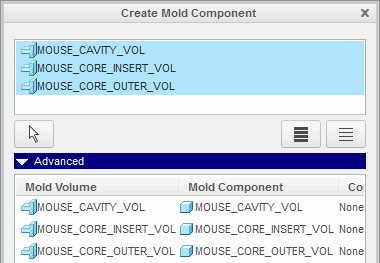 Create Mold Component
MOUSE_CAVITY_VOL
MOUSE_CORE_INSERT_VOL
MOUSE_CORE_OUTER_VOL
Advanced
Mold Volume Mold Component Co
MOUSE_CAVITY_VOL MOUSE_CAVITY_VOL None
MOUSE_CORE_INSERT_VOL MOUSE_CORE_INSERT_VOL None
MOUSE_CORE_OUTER_VOL MOUSE_CORE_OUTER_VOL None